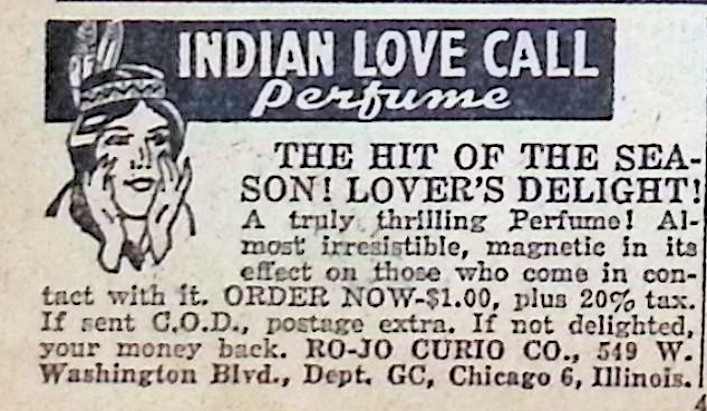 INDIAN LOVE CALL
Perfume
THE HIT OF THE SEA-
SON! LOVER'S DELIGHT!
A truly thrilling Perfume! Al-
most irresistible, magnetic in its
effect on those who come in con-
tact with it. ORDER NOW-$1.00, plus 20% tax.
If sent C.O.D., postage extra. If not delighted,
your money back. RO-JO CURIO CO., 549 W.
Washington Blvd., Dept. GC, Chicago 6, Illinois.